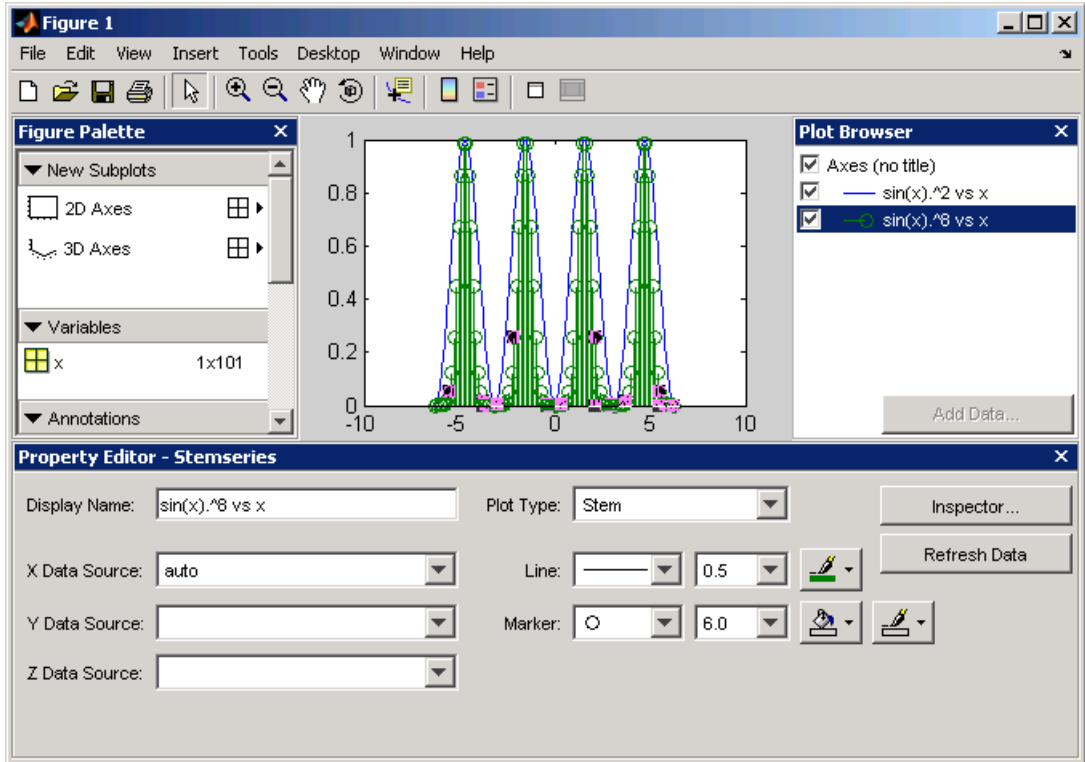 Figure 1
File Edit View Insert Tools Desktop Window Help
Figure Palette
New Subplots
2D Axes
3D Axes
Variables
x 1x101
Annotations
1
0.8
0.6
0.4
0.2
0
-10 -5 0 5 10
Plot Browser
Axes (no title)
sin(x).^2 vs x
sin(x).^8 vs x
Add Data...
Property Editor - Stemseries
Display Name: sin(x).^8 vs x
Plot Type: Stem
Inspector...
X Data Source: auto
Line: 0.5
Refresh Data
Y Data Source:
Marker: 6.0
Z Data Source: